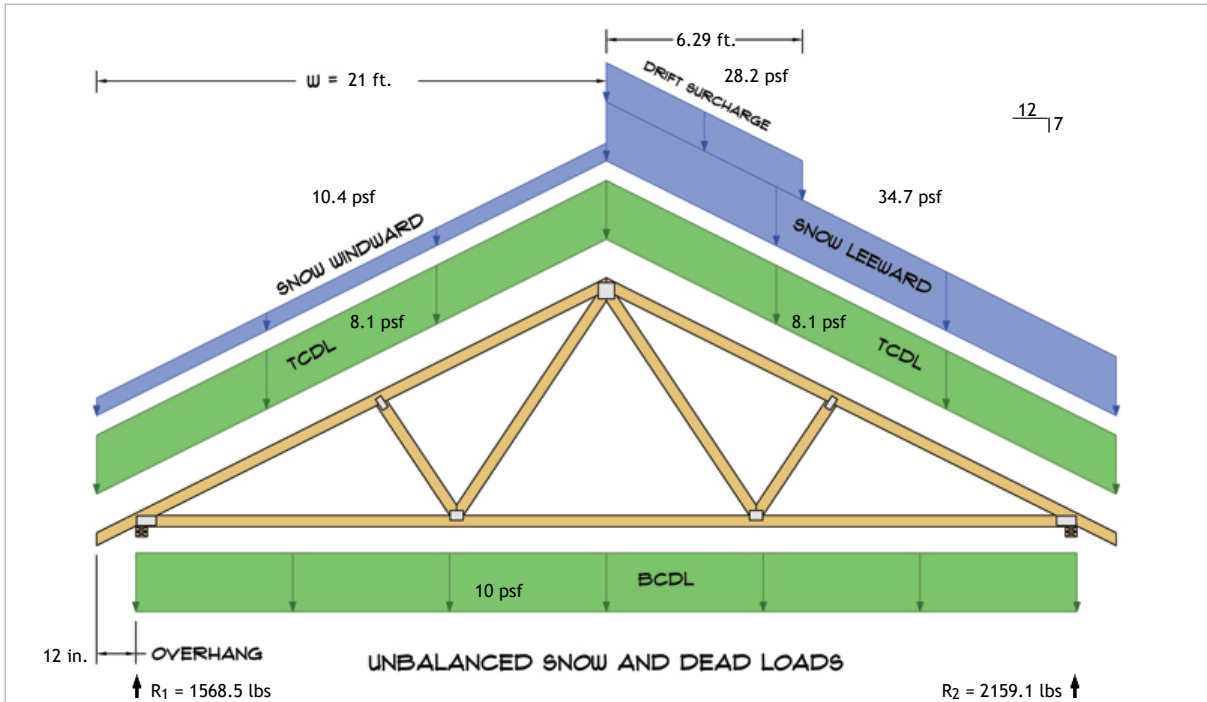 6.29 ft.
W = 21 ft.
DRIFT SURCHARGE
28.2 psf
12
7
10.4 psf
34.7 psf
SNOW WINDWARD
SNOW LEEWARD
8.1 psf
8.1 psf
TCDL
TCDL
10 psf
BCDL
12 in.
OVERHANG
UNBALANCED SNOW AND DEAD LOADS
R₁ = 1568.5 lbs
R₂ = 2159.1 lbs